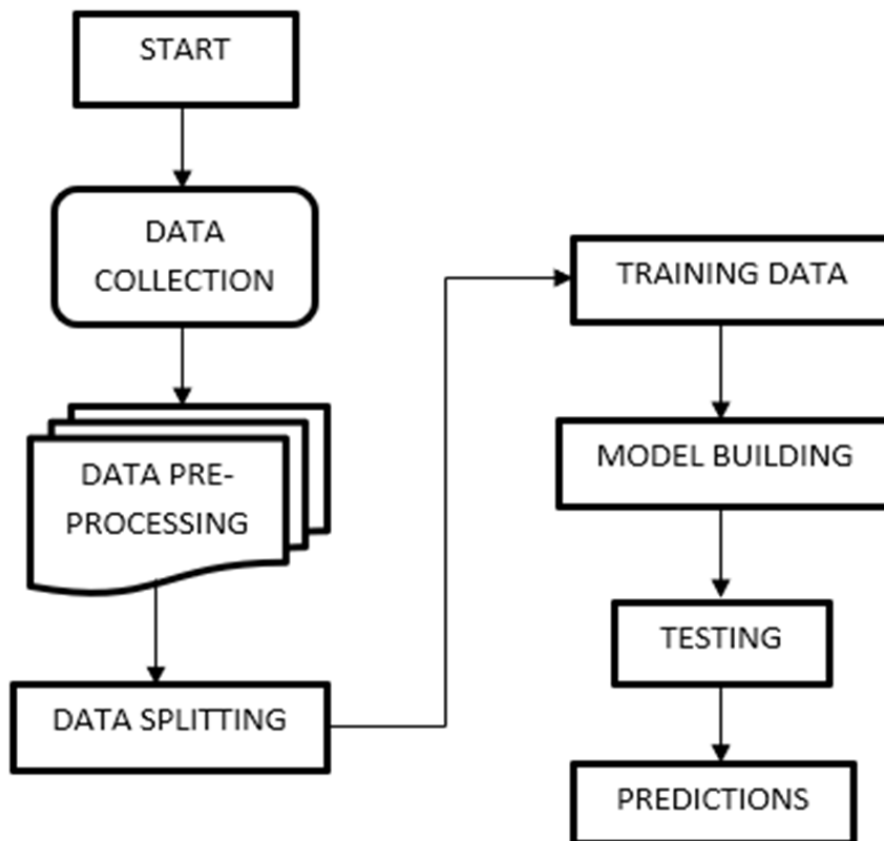 START
DATA
COLLECTION
DATA PRE-
PROCESSING
DATA SPLITTING
TRAINING DATA
MODEL BUILDING
TESTING
PREDICTIONS